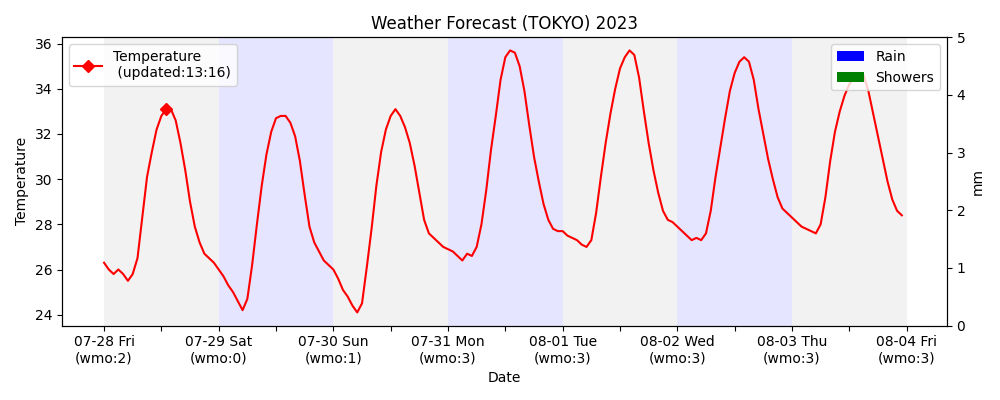 Weather Forecast (TOKYO) 2023
Temperature
(updated:13:16)
Rain
Showers
Temperature
36
34
32
30
28
26
24
5
4
3
2
1
0
mm
07-28 Fri
(wmo:2)
07-29 Sat
(wmo:0)
07-30 Sun
(wmo:1)
07-31 Mon
(wmo:3)
08-01 Tue
(wmo:3)
08-02 Wed
(wmo:3)
08-03 Thu
(wmo:3)
08-04 Fri
(wmo:3)
Date